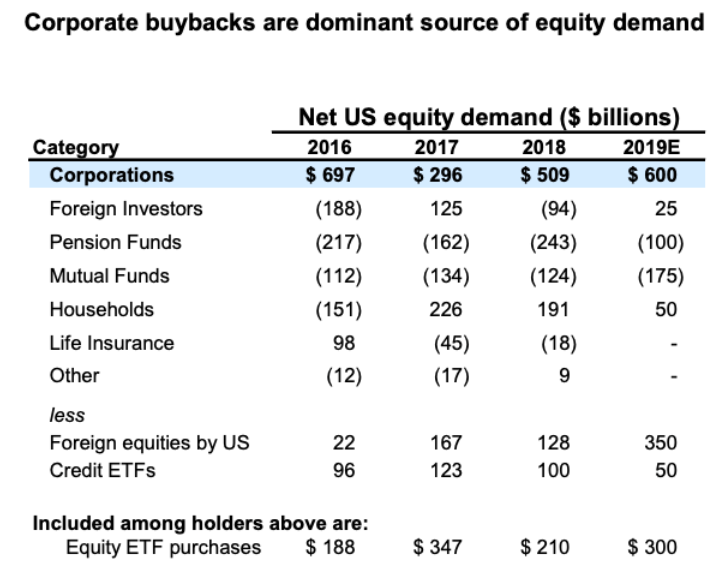 Corporate buybacks are dominant source of equity demand
Net US equity demand ($ billions)
Category 2016 2017 2018 2019E
Corporations $ 697 $ 296 $ 509 $ 600
Foreign Investors (188) 125 (94) 25
Pension Funds (217) (162) (243) (100)
Mutual Funds (112) (134) (124) (175)
Households (151) 226 191 50
Life Insurance 98 (45) (18) -
Other (12) (17) 9 -
less
Foreign equities by US 22 167 128 350
Credit ETFs 96 123 100 50
Included among holders above are:
Equity ETF purchases $ 188 $ 347 $ 210 $ 300